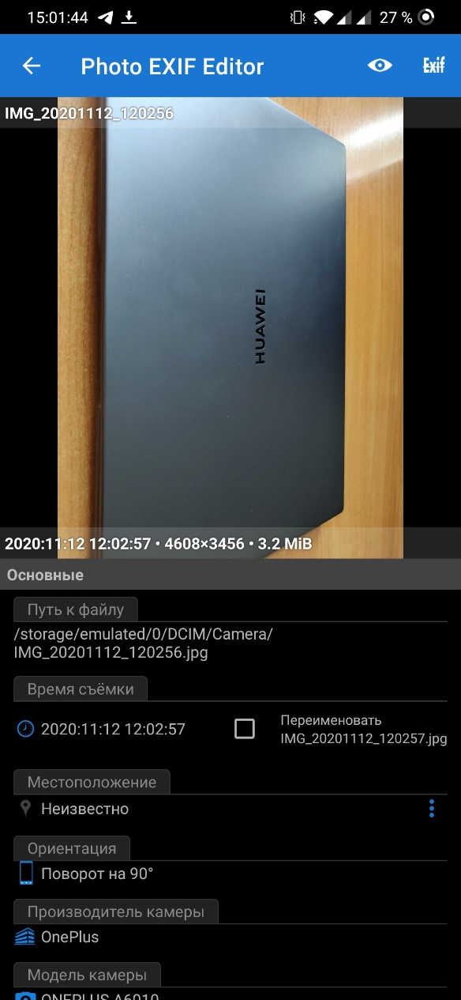 15:01:44
27 %
Photo EXIF Editor
Exif
IMG_20201112_120256
HUAWEI
2020:11:12 12:02:57 • 4608×3456 • 3.2 MiB
Основные
Путь к файлу
/storage/emulated/0/DCIM/Camera/
IMG_20201112_120256.jpg
Время съёмки
2020:11:12 12:02:57
Переименовать
IMG_20201112_120257.jpg
Местоположение
Неизвестно
Ориентация
Поворот на 90°
Производитель камеры
OnePlus
Модель камеры
ONEPLUS A6010